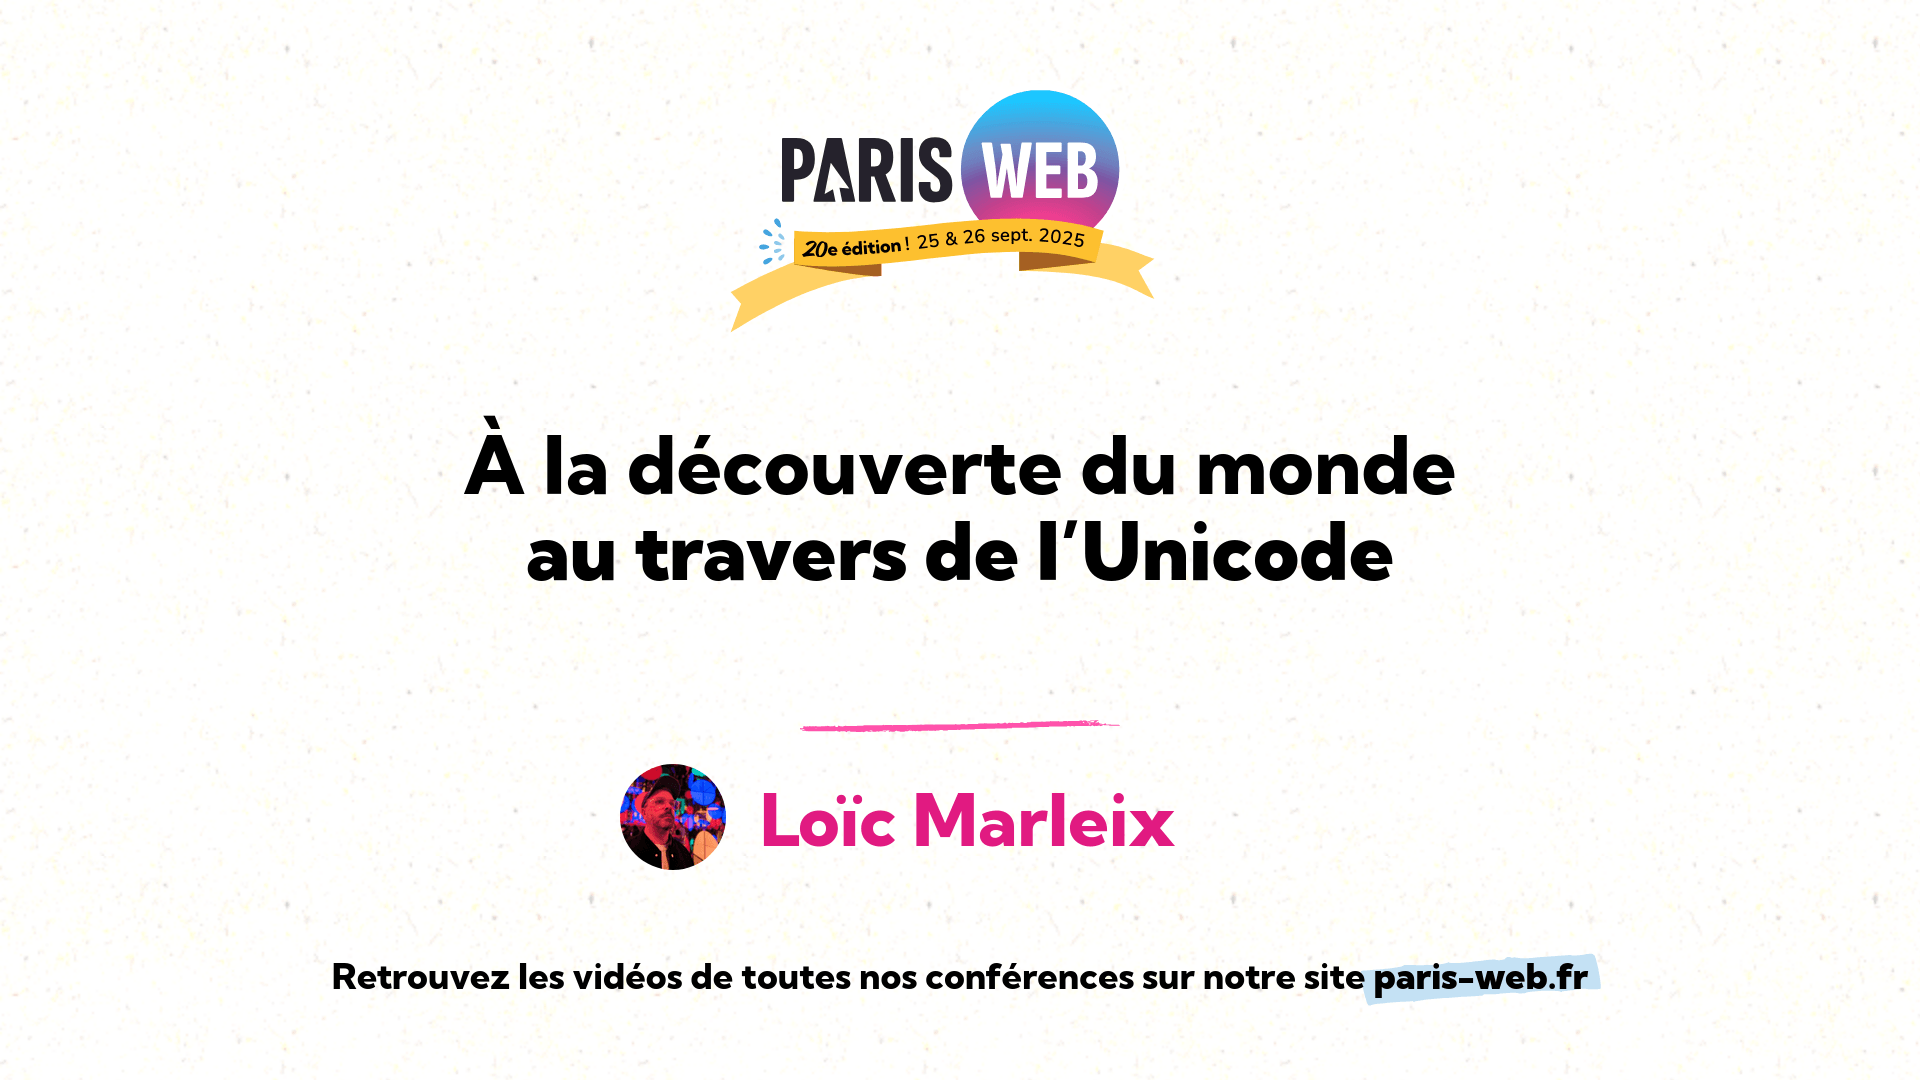 PARIS WEB
20e édition ! 25 & 26 sept. 2025
À la découverte du monde
au travers de l’Unicode
Loïc Marleix
Retrouvez les vidéos de toutes nos conférences sur notre site paris-web.fr